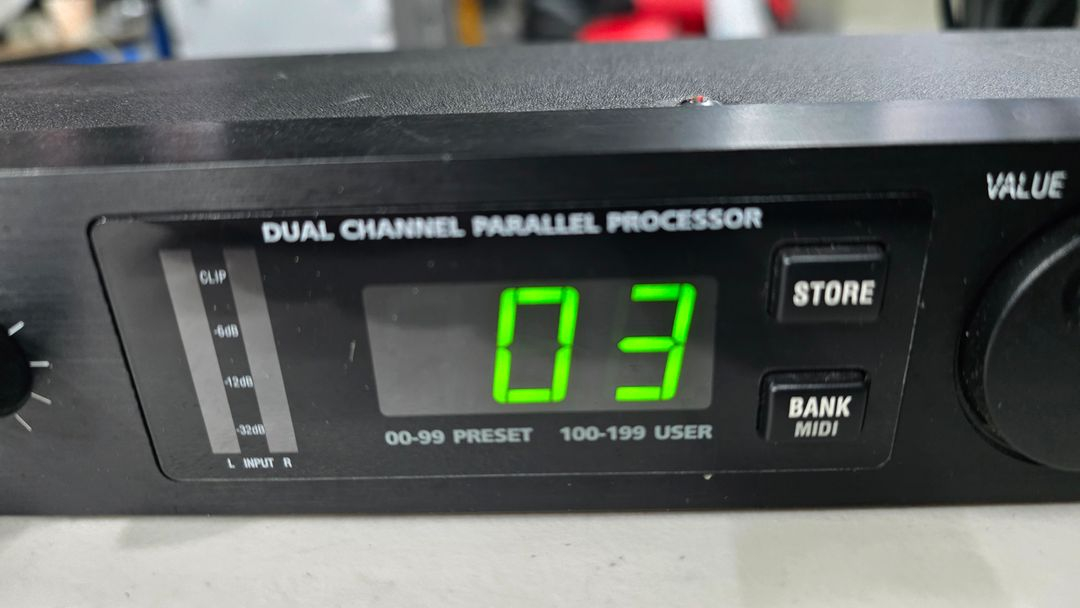 VALUE
DUAL CHANNEL PARALLEL PROCESSOR
CLIP
-6dB
-12dB
-32dB
L INPUT R
03
00-99 PRESET 100-199 USER
STORE
BANK
MIDI